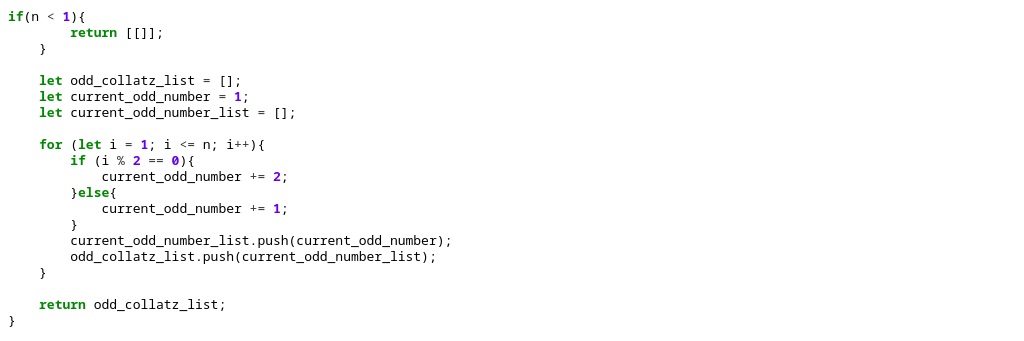 if(n < 1){
        return [[]];
    }
    let odd_collatz_list = [];
    let current_odd_number = 1;
    let current_odd_number_list = [];
    for (let i = 1; i <= n; i++){
        if (i % 2 == 0){
            current_odd_number += 2;
        }else{
            current_odd_number += 1;
        }
        current_odd_number_list.push(current_odd_number);
        odd_collatz_list.push(current_odd_number_list);
    }
    return odd_collatz_list;
}